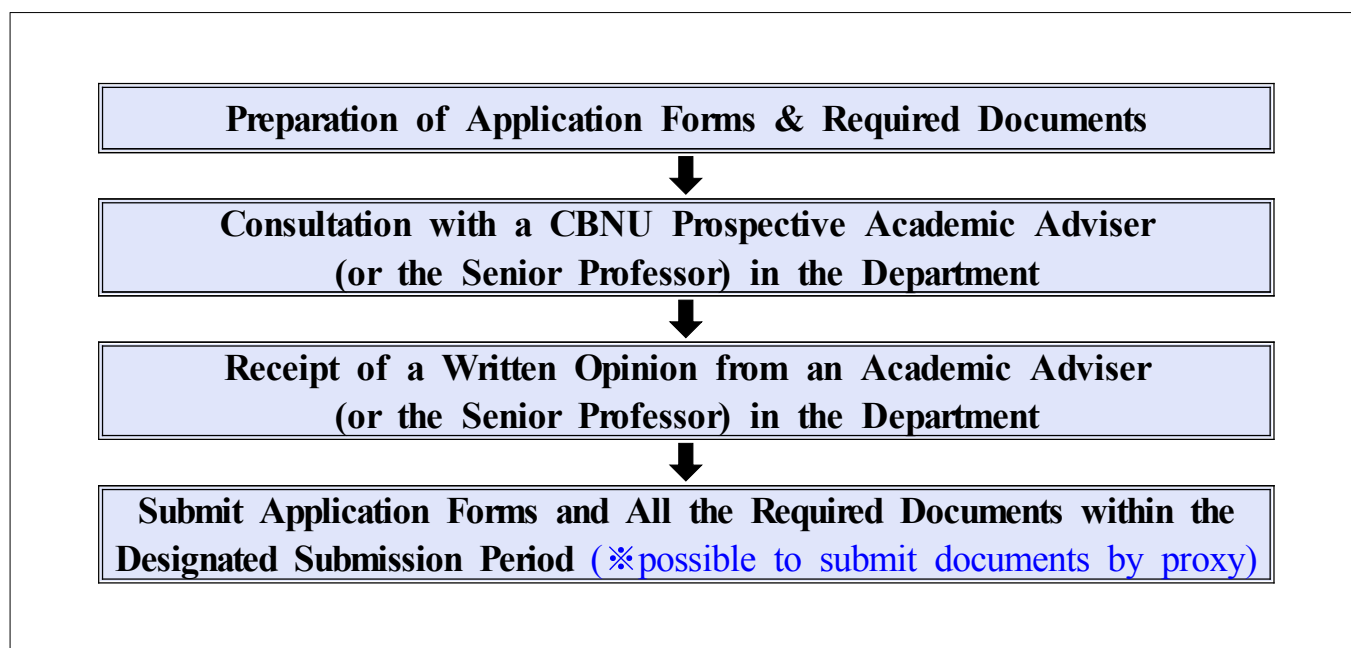 Preparation of Application Forms & Required Documents
Consultation with a CBNU Prospective Academic Adviser
(or the Senior Professor) in the Department
Receipt of a Written Opinion from an Academic Adviser
(or the Senior Professor) in the Department
Submit Application Forms and All the Required Documents within the
Designated Submission Period (※possible to submit documents by proxy)